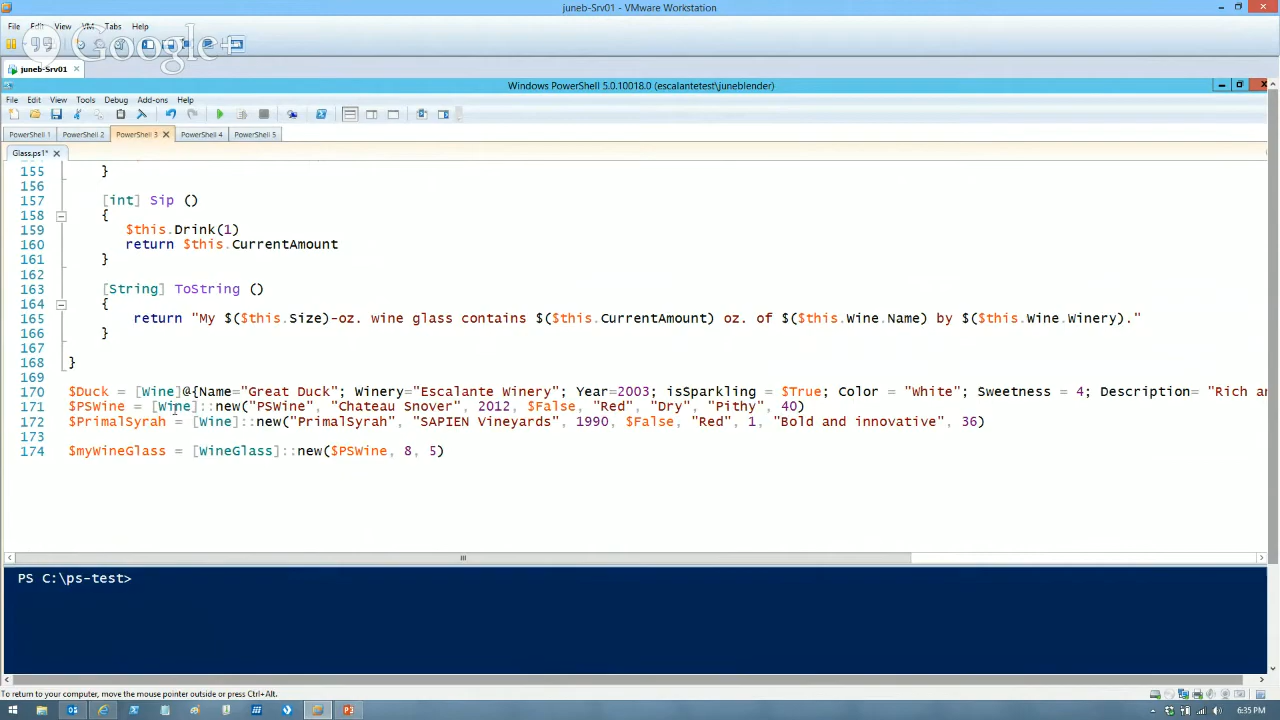 juneb-Srv01 - VMware Workstation
File Edit View VM Tabs Help
Google+
juneb-Srv01
Windows PowerShell 5.0.10018.0 (escalantetest\juneblender)
File Edit View Tools Debug Add-ons Help
PowerShell 1 PowerShell 2 PowerShell 3 PowerShell 4 PowerShell 5
Glass.ps1*
155 }
156
157 [int] Sip ()
158 {
159 $this.Drink(1)
160 return $this.CurrentAmount
161 }
162
163 [String] ToString ()
164 {
165 return "My $($this.Size)-oz. wine glass contains $($this.CurrentAmount) oz. of $($this.Wine.Name) by $($this.Wine.Winery)."
166 }
167
168 }
169
170 $Duck = [Wine]@{Name="Great Duck"; Winery="Escalante Winery"; Year=2003; isSparkling = $True; Color = "White"; Sweetness = 4; Description= "Rich an
171 $PSWine = [Wine]::new("PSWine", "Chateau Snover", 2012, $False, "Red", "Dry", "Pithy", 40)
172 $PrimalSyrah = [Wine]::new("PrimalSyrah", "SAPIEN Vineyards", 1990, $False, "Red", 1, "Bold and innovative", 36)
173
174 $myWineGlass = [WineGlass]::new($PSWine, 8, 5)
PS C:\ps-test>
To return to your computer, move the mouse pointer outside or press Ctrl+Alt.
6:35 PM